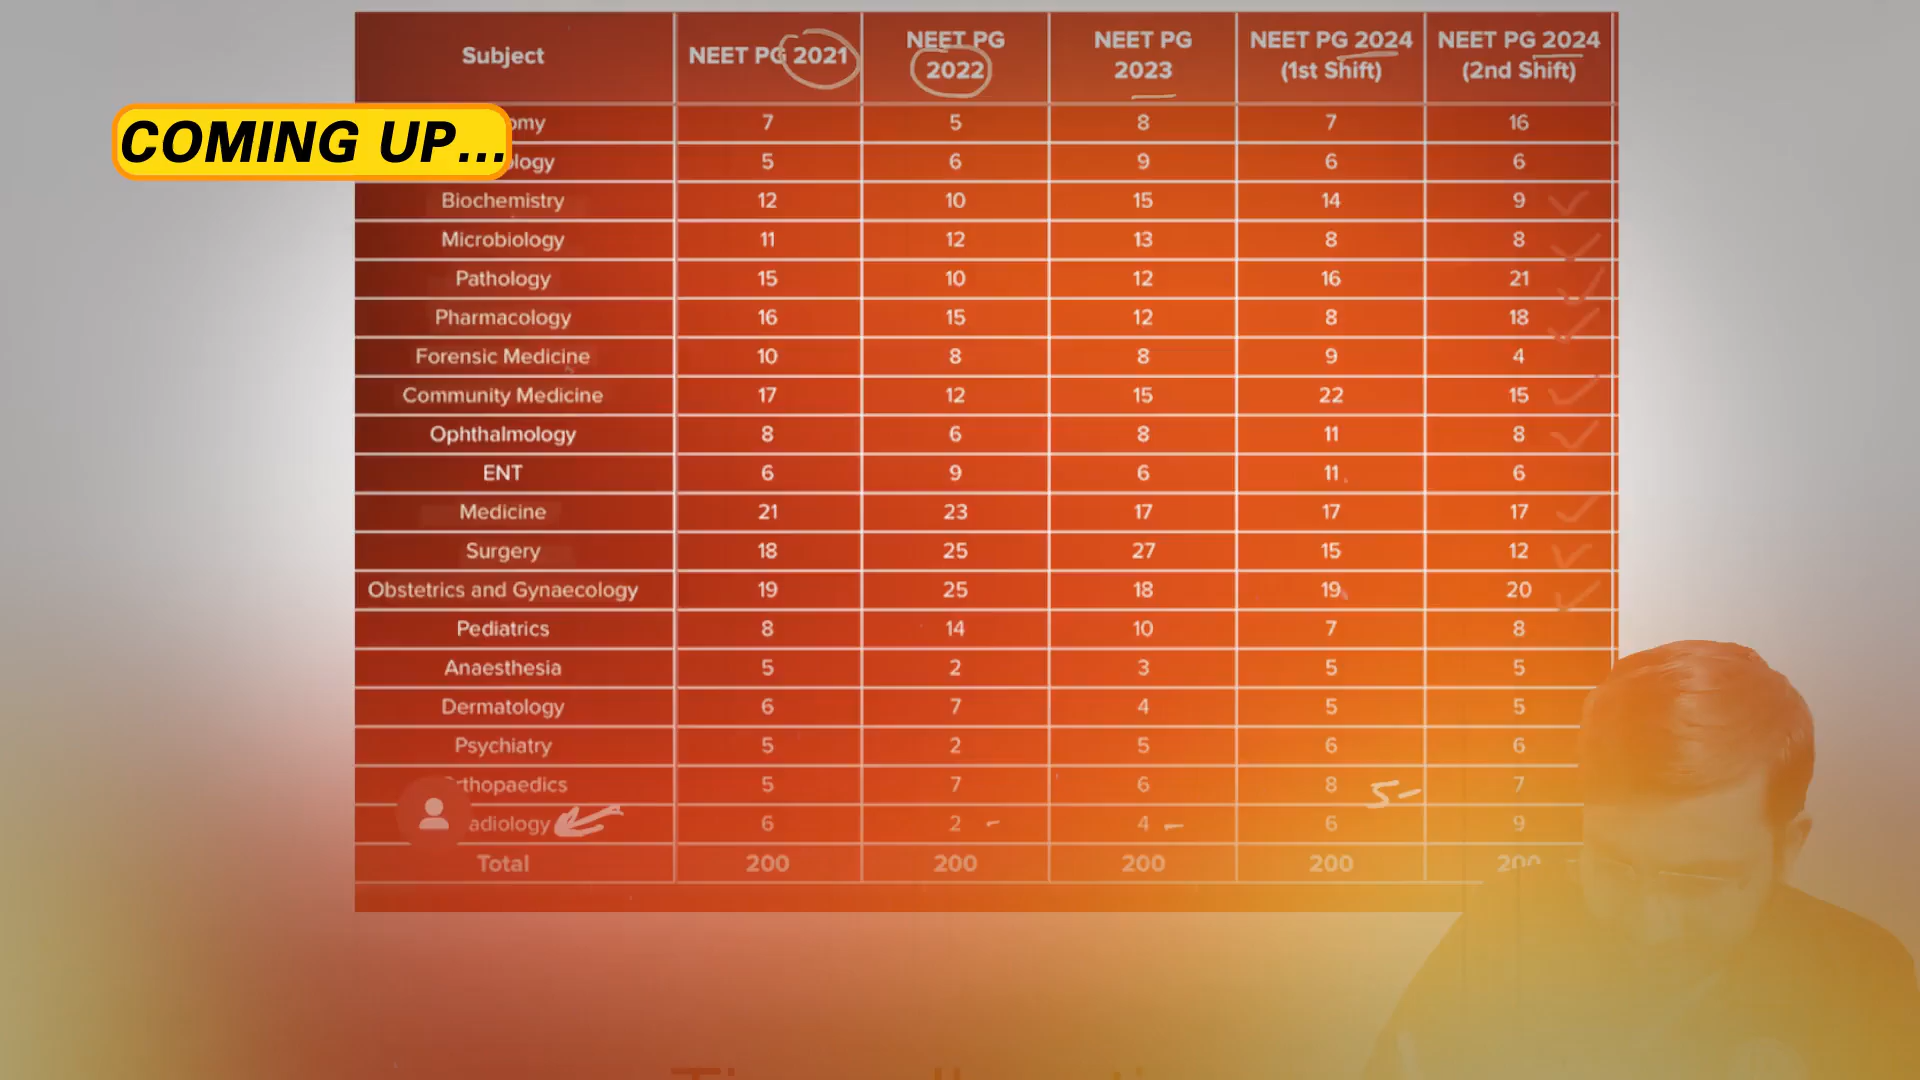 Subject NEET PG 2021 NEET PG 2022 NEET PG 2023 NEET PG 2024 (1st Shift) NEET PG 2024 (2nd Shift)
COMING UP...
omy 7 5 8 7 16
ology 5 6 9 6 6
Biochemistry 12 10 15 14 9
Microbiology 11 12 13 8 8
Pathology 15 10 12 16 21
Pharmacology 16 15 12 8 18
Forensic Medicine 10 8 8 9 4
Community Medicine 17 12 15 22 15
Ophthalmology 8 6 8 11 8
ENT 6 9 6 11 6
Medicine 21 23 17 17 17
Surgery 18 25 27 15 12
Obstetrics and Gynaecology 19 25 18 19 20
Pediatrics 8 14 10 7 8
Anaesthesia 5 2 3 5 5
Dermatology 6 7 4 5 5
Psychiatry 5 2 5 6 6
rthopaedics 5 7 6 8 5- 7
adiology 6 2 - 4 - 6 9
Total 200 200 200 200 200